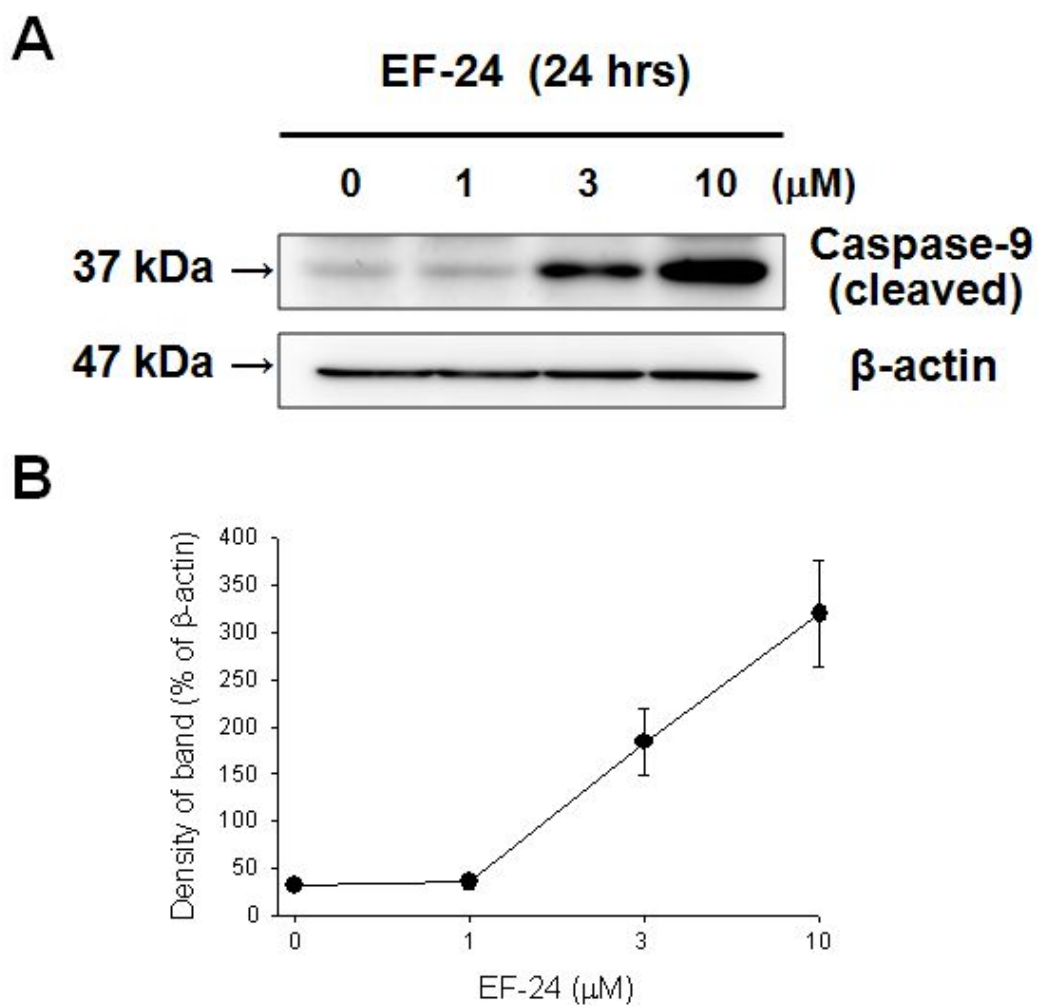 A
EF-24 (24 hrs)
0 1 3 10 (μM)
37 kDa → Caspase-9
(cleaved)
47 kDa → β-actin
B
Density of band (% of β-actin)
400
350
300
250
200
150
100
50
0
0 1 3 10
EF-24 (μM)